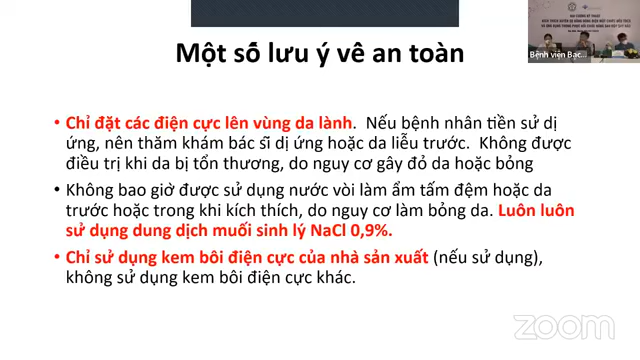 Một số lưu ý về an toàn
• Chỉ đặt các điện cực lên vùng da lành. Nếu bệnh nhân tiền sử dị
ứng, nên thăm khám bác sĩ dị ứng hoặc da liễu trước. Không được
điều trị khi da bị tổn thương, do nguy cơ gây đỏ da hoặc bỏng
• Không bao giờ được sử dụng nước vòi làm ẩm tấm đệm hoặc da
trước hoặc trong khi kích thích, do nguy cơ làm bỏng da. Luôn luôn
sử dụng dung dịch muối sinh lý NaCl 0,9%.
• Chỉ sử dụng kem bôi điện cực của nhà sản xuất (nếu sử dụng),
không sử dụng kem bôi điện cực khác.
Bệnh viện Bạc...
zoom